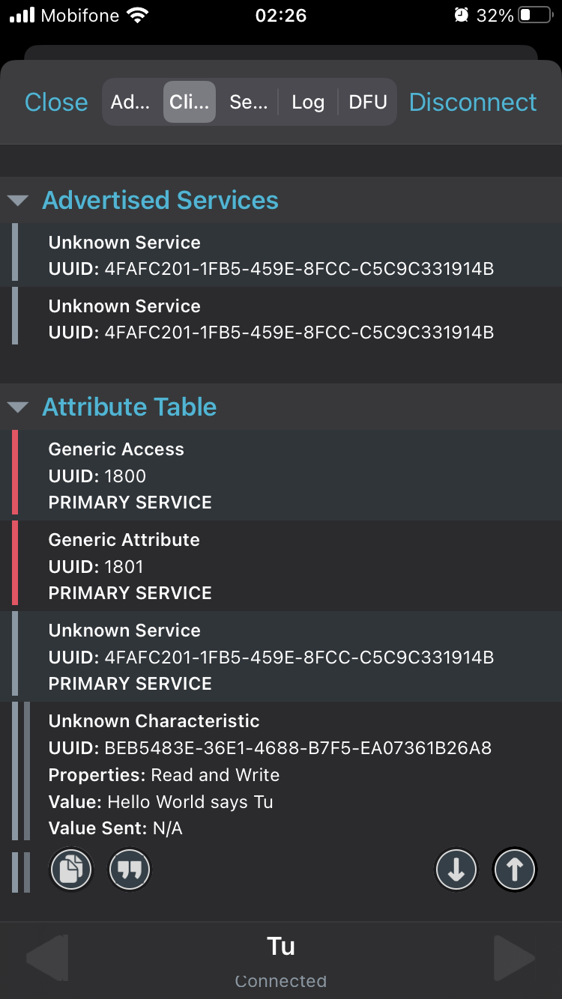 Mobifone 02:26 32%
Close Ad... Cli... Se... Log DFU Disconnect
Advertised Services
Unknown Service
UUID: 4FAFC201-1FB5-459E-8FCC-C5C9C331914B
Unknown Service
UUID: 4FAFC201-1FB5-459E-8FCC-C5C9C331914B
Attribute Table
Generic Access
UUID: 1800
PRIMARY SERVICE
Generic Attribute
UUID: 1801
PRIMARY SERVICE
Unknown Service
UUID: 4FAFC201-1FB5-459E-8FCC-C5C9C331914B
PRIMARY SERVICE
Unknown Characteristic
UUID: BEB5483E-36E1-4688-B7F5-EA07361B26A8
Properties: Read and Write
Value: Hello World says Tu
Value Sent: N/A
Tu
Connected